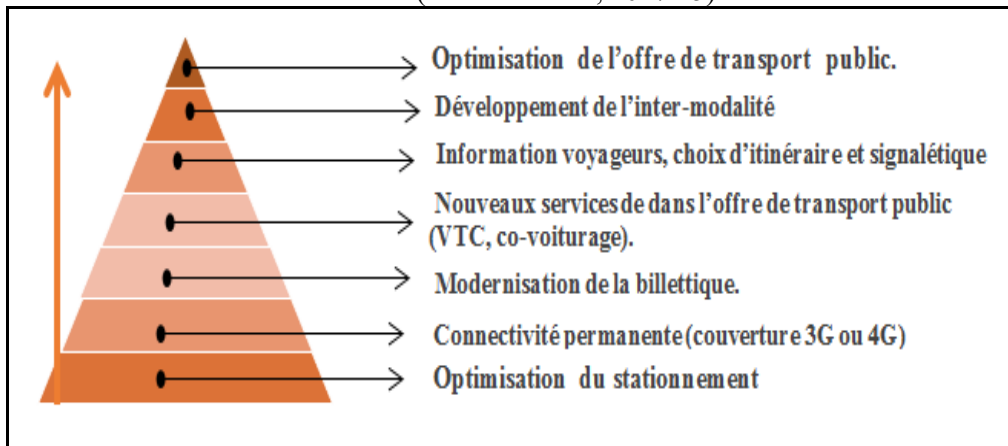 Optimisation de l’offre de transport public.
Développement de l’inter-modalité
Information voyageurs, choix d’itinéraire et signalétique
Nouveaux services de dans l’offre de transport public
(VTC, co-voiturage).
Modernisation de la billettique.
Connectivité permanente (couverture 3G ou 4G)
Optimisation du stationnement